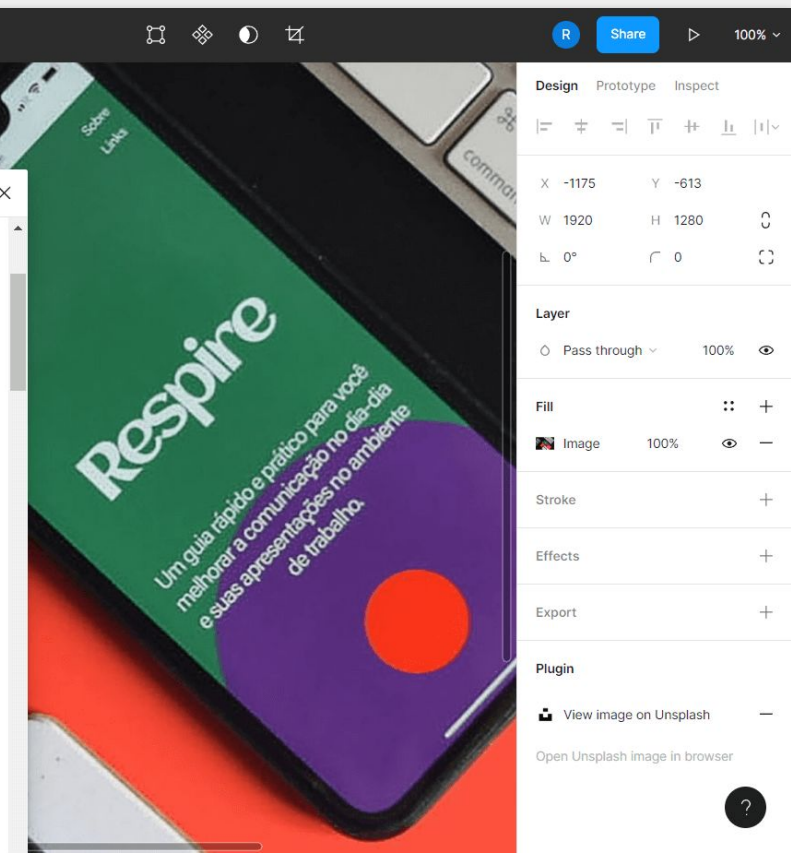 R
Share
100%
Design Prototype Inspect
X -1175 Y -613
W 1920 H 1280
0° 0
Layer
Pass through 100%
Fill
Image 100%
Stroke
Effects
Export
Plugin
View image on Unsplash
Open Unsplash image in browser
?
Sobre
Links
Respire
Um guia rápido e prático para você
melhorar a comunicação no dia-dia
e suas apresentações no ambiente
de trabalho.
⌘
comman